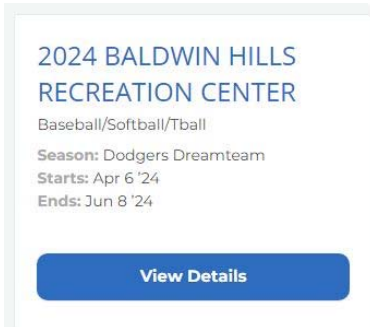 2024 BALDWIN HILLS
RECREATION CENTER
Baseball/Softball/Tball
Season: Dodgers Dreamteam
Starts: Apr 6 '24
Ends: Jun 8 '24
View Details